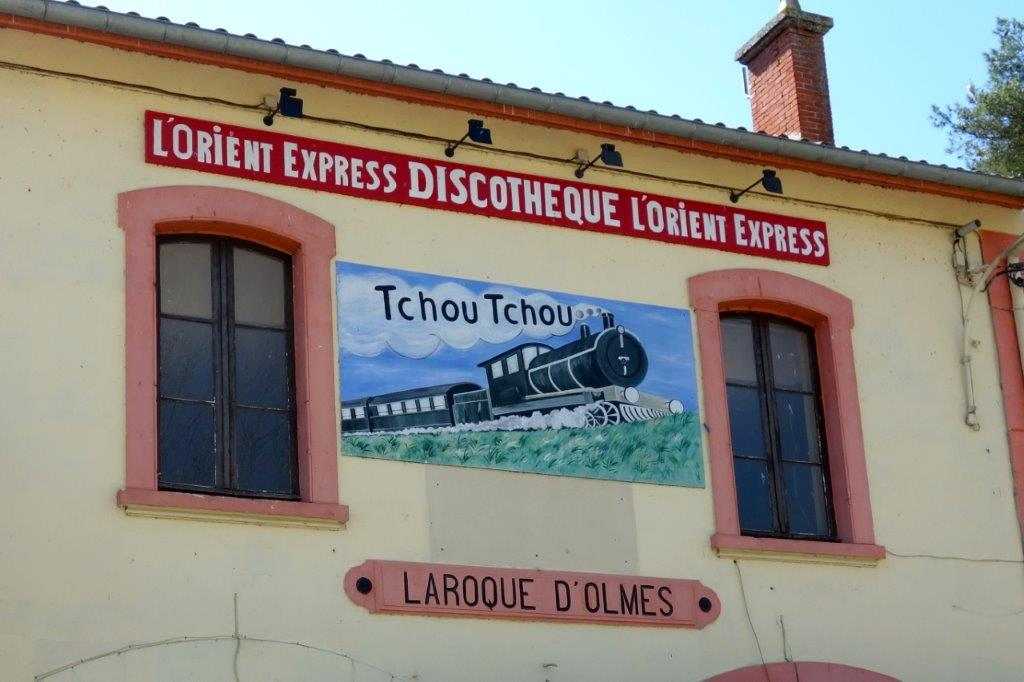 L'ORIENT EXPRESS DISCOTHEQUE L'ORIENT EXPRESS
Tchou Tchou
LAROQUE D'OLMES